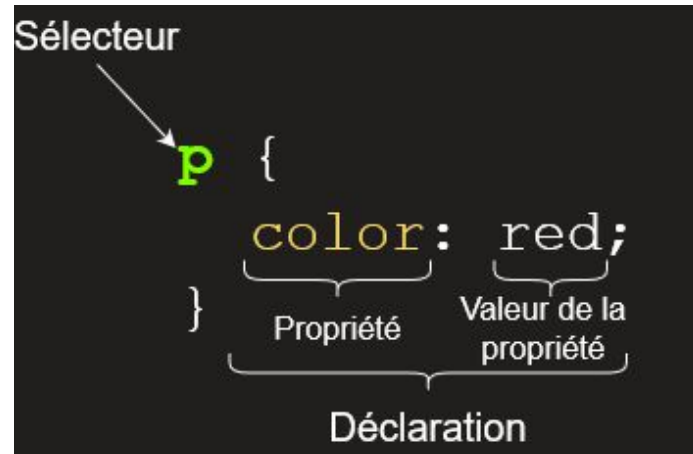 Sélecteur
p {
color: red;
}
Propriété
Valeur de la
propriété
Déclaration